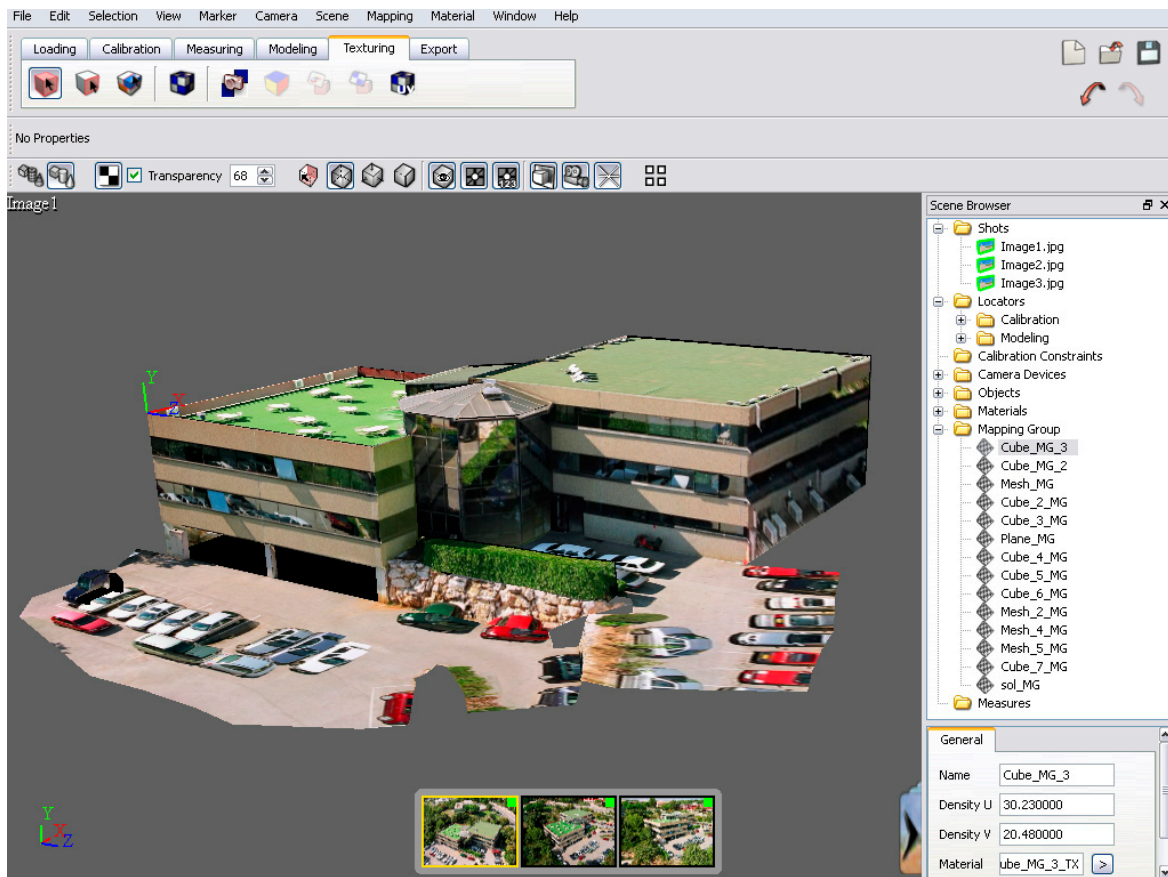 File Edit Selection View Marker Camera Scene Mapping Material Window Help
Loading Calibration Measuring Modeling Texturing Export
UV
No Properties
Transparency 68
123
Image1
Scene Browser
Shots
Image1.jpg
Image2.jpg
Image3.jpg
Locators
Calibration
Modeling
Calibration Constraints
Camera Devices
Objects
Materials
Mapping Group
Cube_MG_3
Cube_MG_2
Mesh_MG
Cube_2_MG
Cube_3_MG
Plane_MG
Cube_4_MG
Cube_5_MG
Cube_6_MG
Mesh_2_MG
Mesh_4_MG
Mesh_5_MG
Cube_7_MG
sol_MG
Measures
Y
X
Z
General
Name Cube_MG_3
Density U 30.230000
Density V 20.480000
Material ube_MG_3_TX >
Y
X
Z